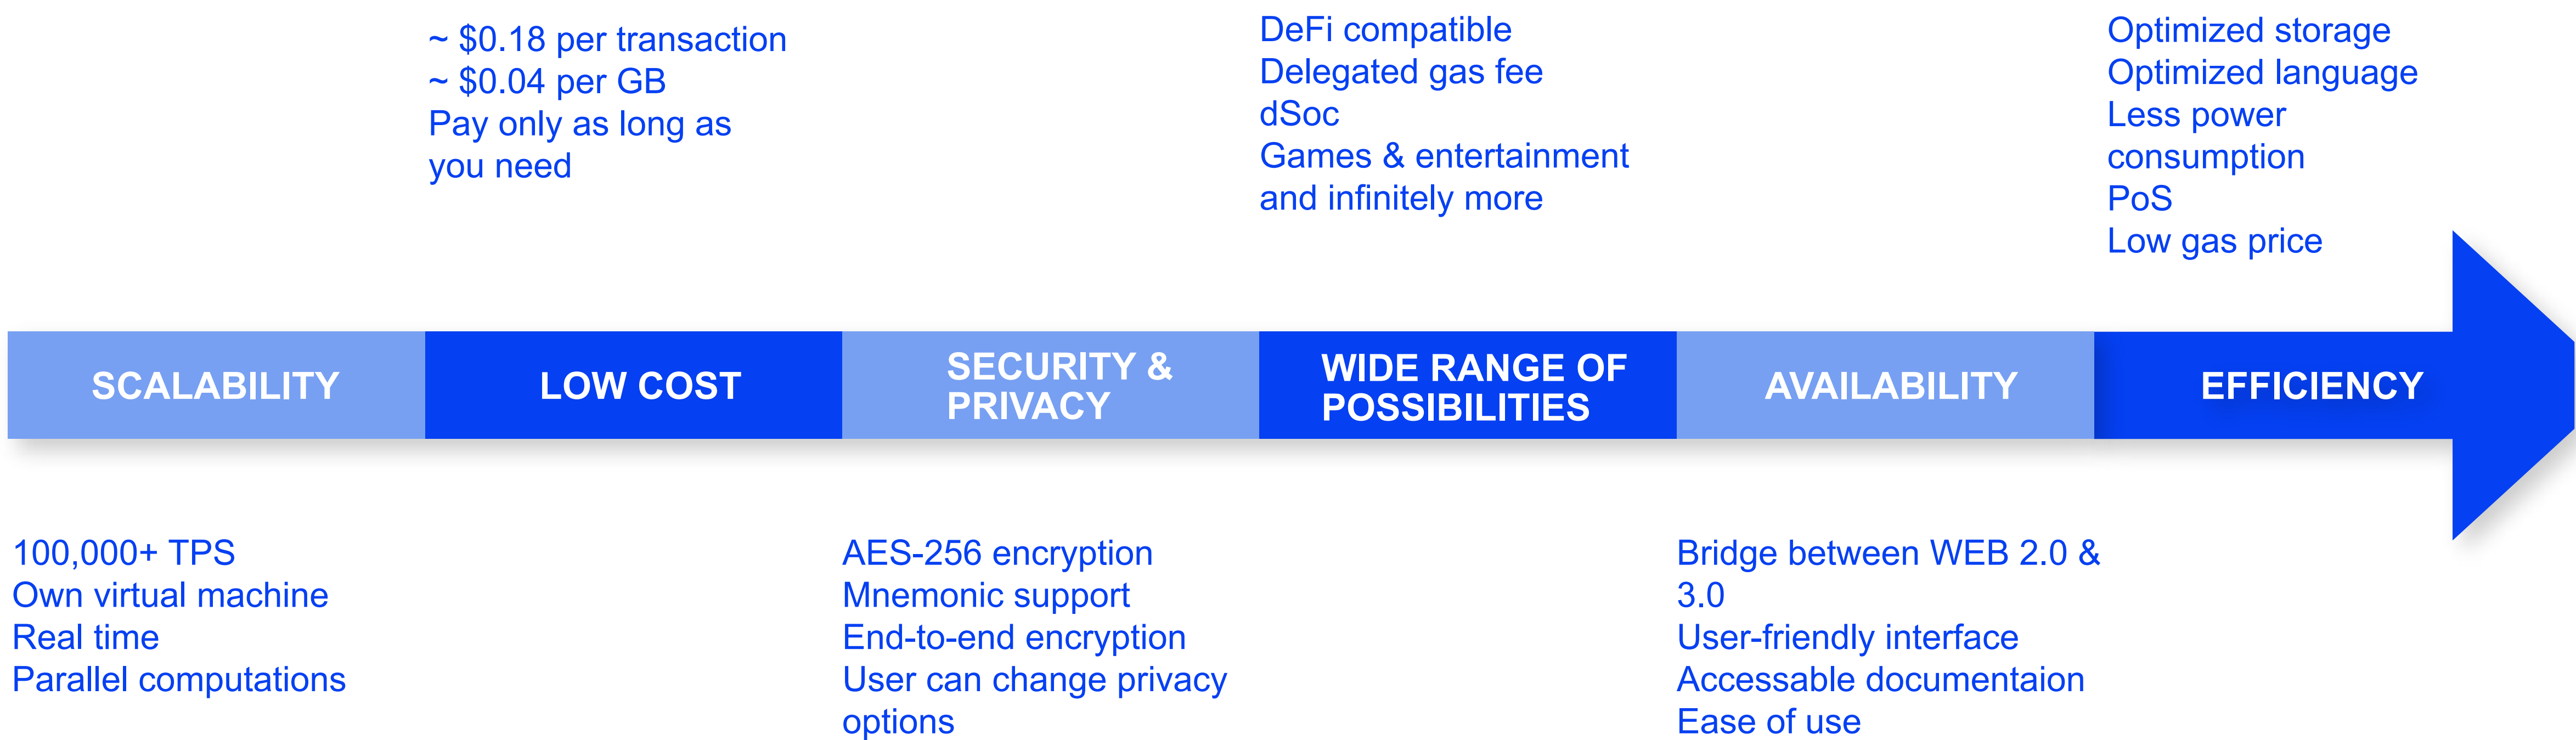 ~ $0.18 per transaction
~ $0.04 per GB
Pay only as long as
you need
DeFi compatible
Delegated gas fee
dSoc
Games & entertainment
and infinitely more
Optimized storage
Optimized language
Less power
consumption
PoS
Low gas price
SCALABILITY
LOW COST
SECURITY &
PRIVACY
WIDE RANGE OF
POSSIBILITIES
AVAILABILITY
EFFICIENCY
100,000+ TPS
Own virtual machine
Real time
Parallel computations
AES-256 encryption
Mnemonic support
End-to-end encryption
User can change privacy
options
Bridge between WEB 2.0 &
3.0
User-friendly interface
Accessable documentaion
Ease of use